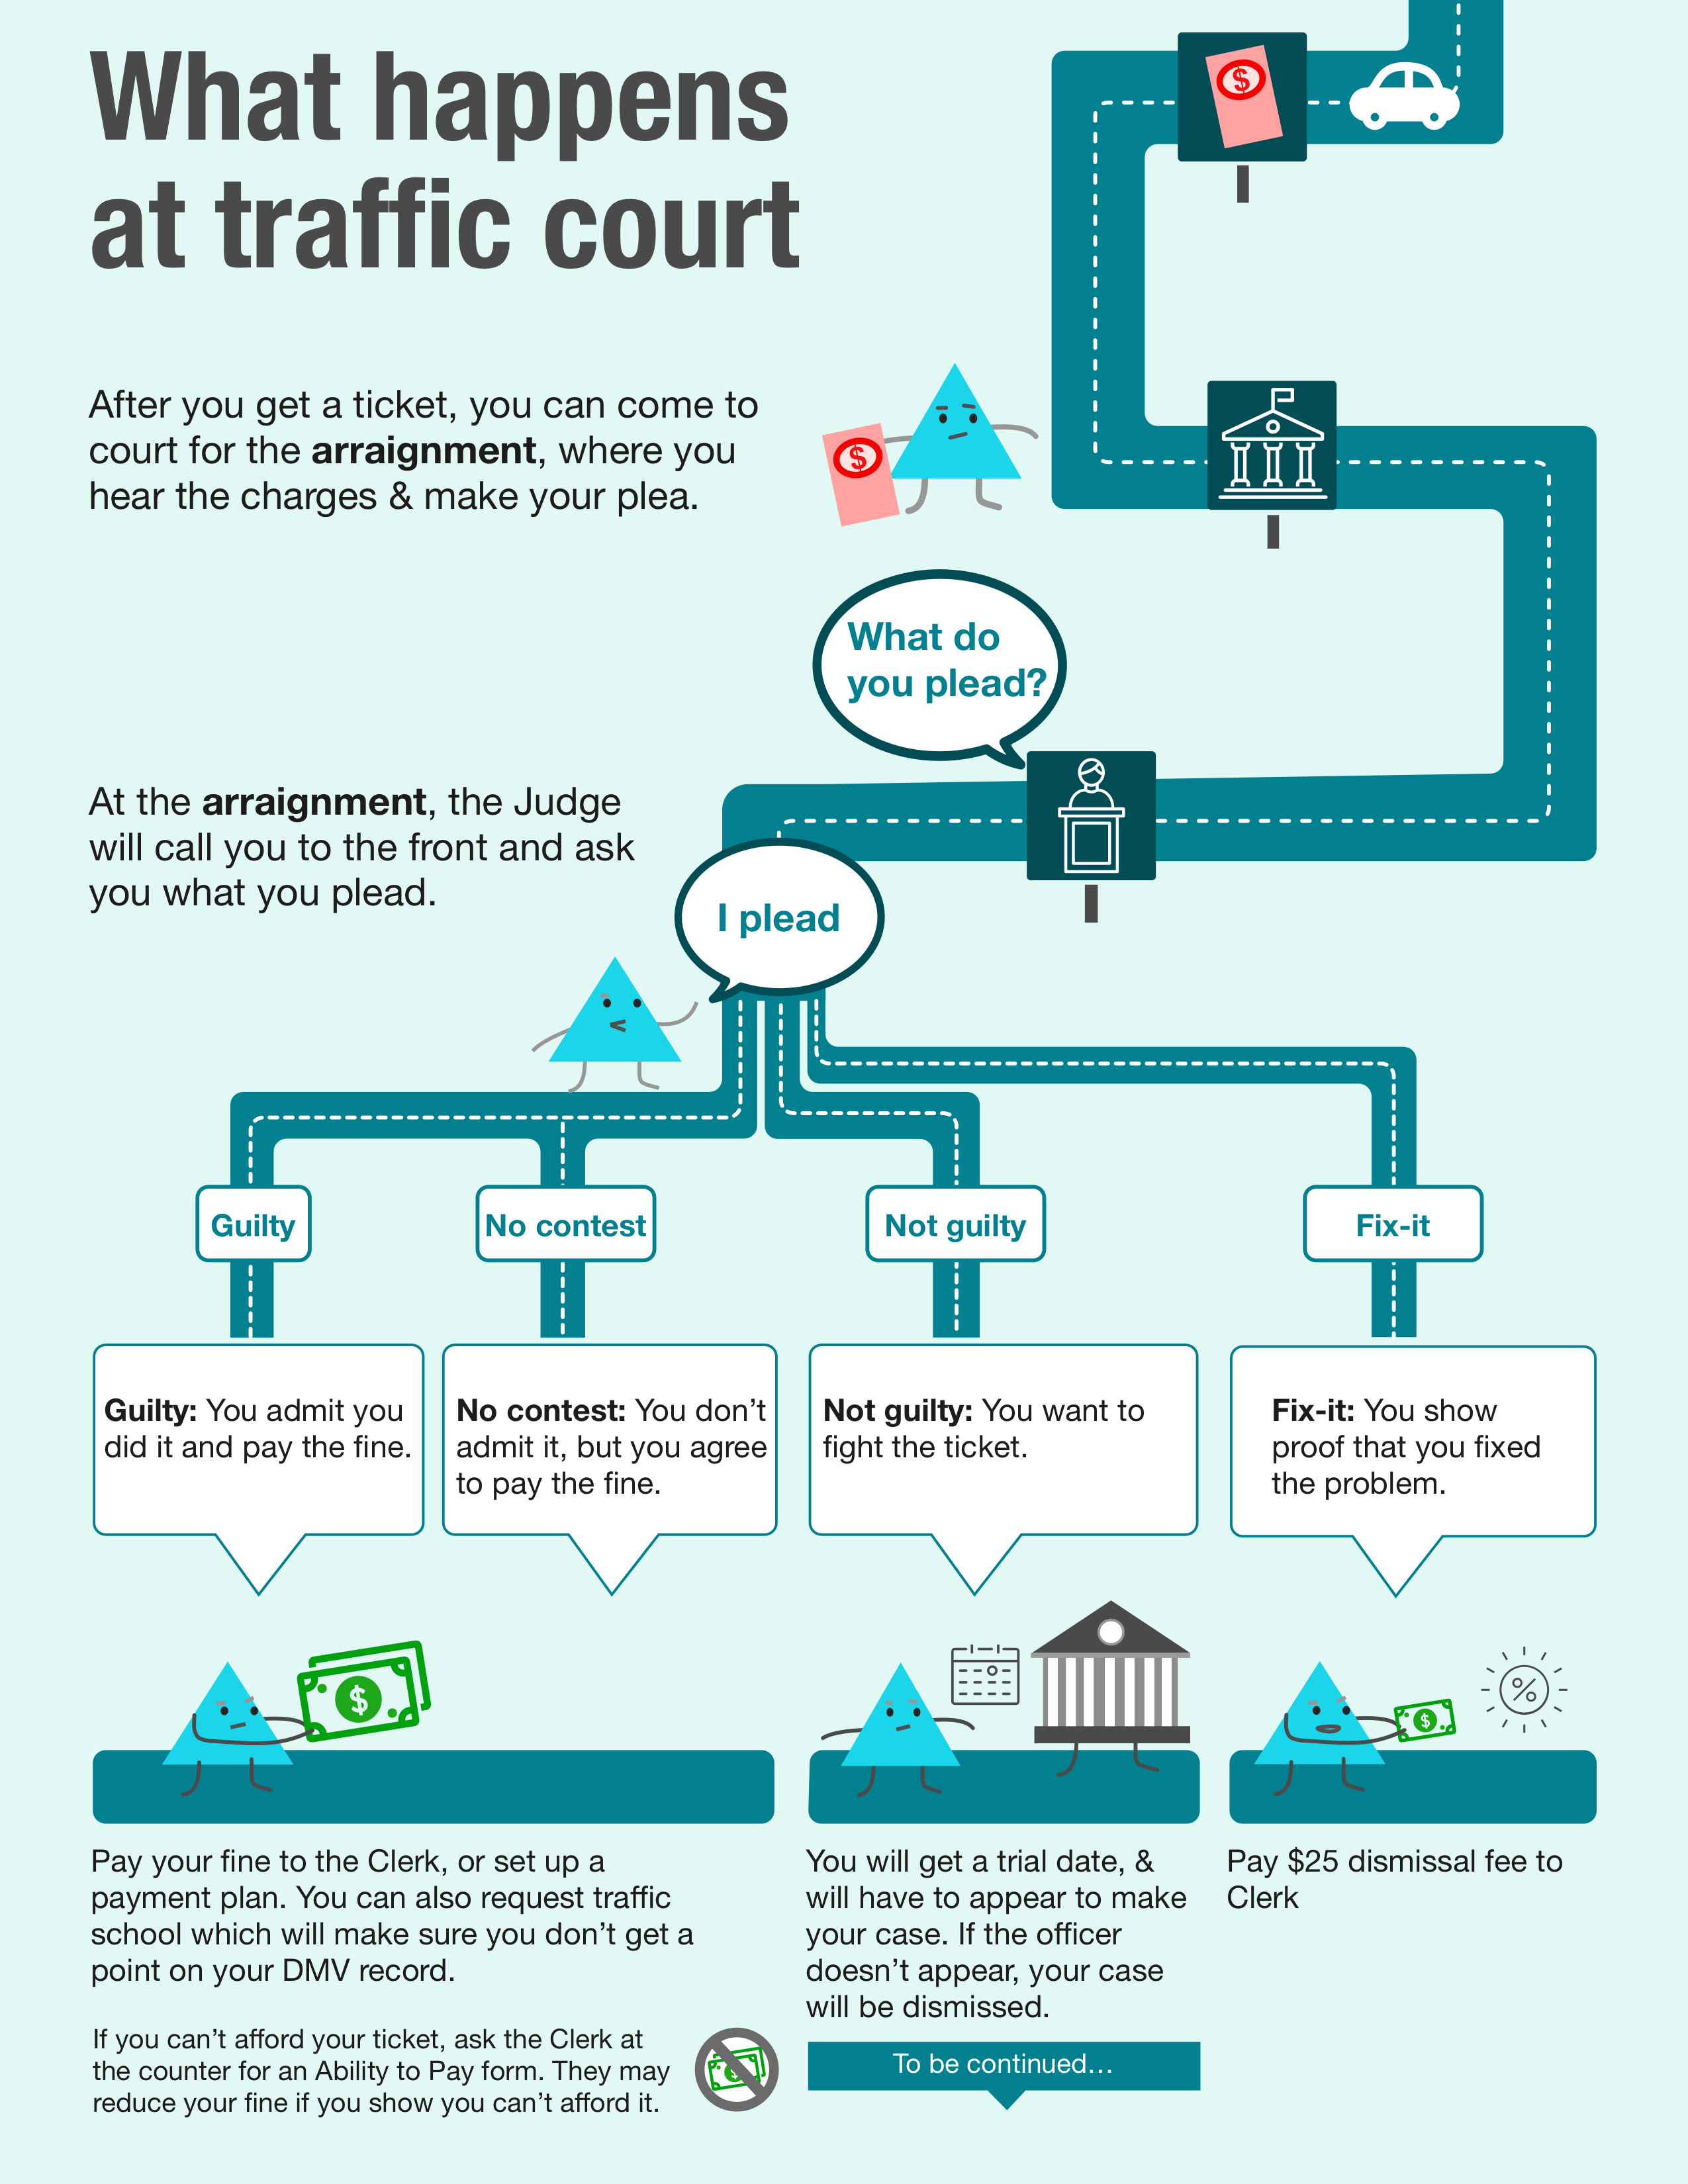 What happens
at traffic court
$
After you get a ticket, you can come to
court for the arraignment, where you
hear the charges & make your plea.
$
What do
you plead?
At the arraignment, the Judge
will call you to the front and ask
you what you plead.
I plead
Guilty
No contest
Not guilty
Fix-it
Guilty: You admit you
did it and pay the fine.
No contest: You don't
admit it, but you agree
to pay the fine.
Not guilty: You want to
fight the ticket.
Fix-it: You show
proof that you fixed
the problem.
$
$
%
Pay your fine to the Clerk, or set up a
payment plan. You can also request traffic
school which will make sure you don't get a
point on your DMV record.
If you can't afford your ticket, ask the Clerk at
the counter for an Ability to Pay form. They may
reduce your fine if you show you can't afford it.
$
You will get a trial date, &
will have to appear to make
your case. If the officer
doesn't appear, your case
will be dismissed.
To be continued…
Pay $25 dismissal fee to
Clerk